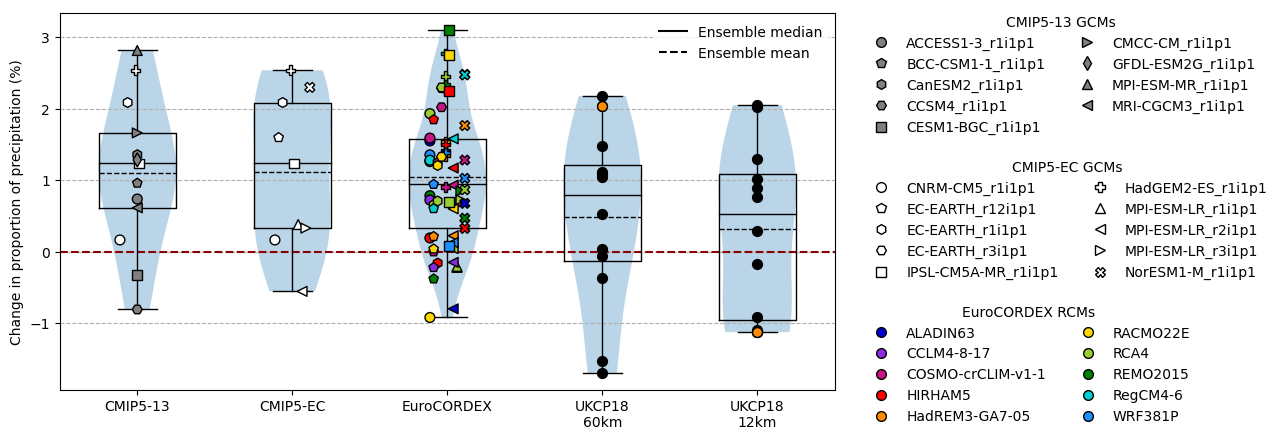 Change in proportion of precipitation (%)
3
2
1
0
−1
Ensemble median
Ensemble mean
CMIP5-13
CMIP5-EC
EuroCORDEX
UKCP18
60km
UKCP18
12km
CMIP5-13 GCMs
ACCESS1-3_r1i1p1
BCC-CSM1-1_r1i1p1
CanESM2_r1i1p1
CCSM4_r1i1p1
CESM1-BGC_r1i1p1
CMCC-CM_r1i1p1
GFDL-ESM2G_r1i1p1
MPI-ESM-MR_r1i1p1
MRI-CGCM3_r1i1p1
CMIP5-EC GCMs
CNRM-CM5_r1i1p1
EC-EARTH_r12i1p1
EC-EARTH_r1i1p1
EC-EARTH_r3i1p1
IPSL-CM5A-MR_r1i1p1
HadGEM2-ES_r1i1p1
MPI-ESM-LR_r1i1p1
MPI-ESM-LR_r2i1p1
MPI-ESM-LR_r3i1p1
NorESM1-M_r1i1p1
EuroCORDEX RCMs
ALADIN63
CCLM4-8-17
COSMO-crCLIM-v1-1
HIRHAM5
HadREM3-GA7-05
RACMO22E
RCA4
REMO2015
RegCM4-6
WRF381P